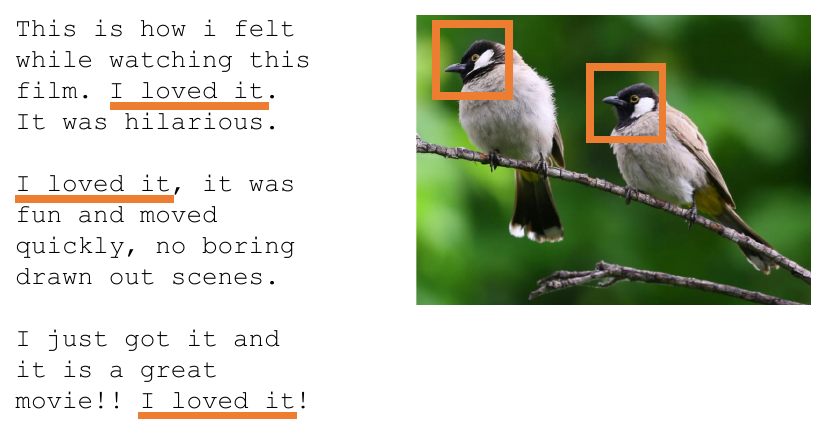 This is how i felt
while watching this
film. I loved it.
It was hilarious.
I loved it, it was
fun and moved
quickly, no boring
drawn out scenes.
I just got it and
it is a great
movie!! I loved it!